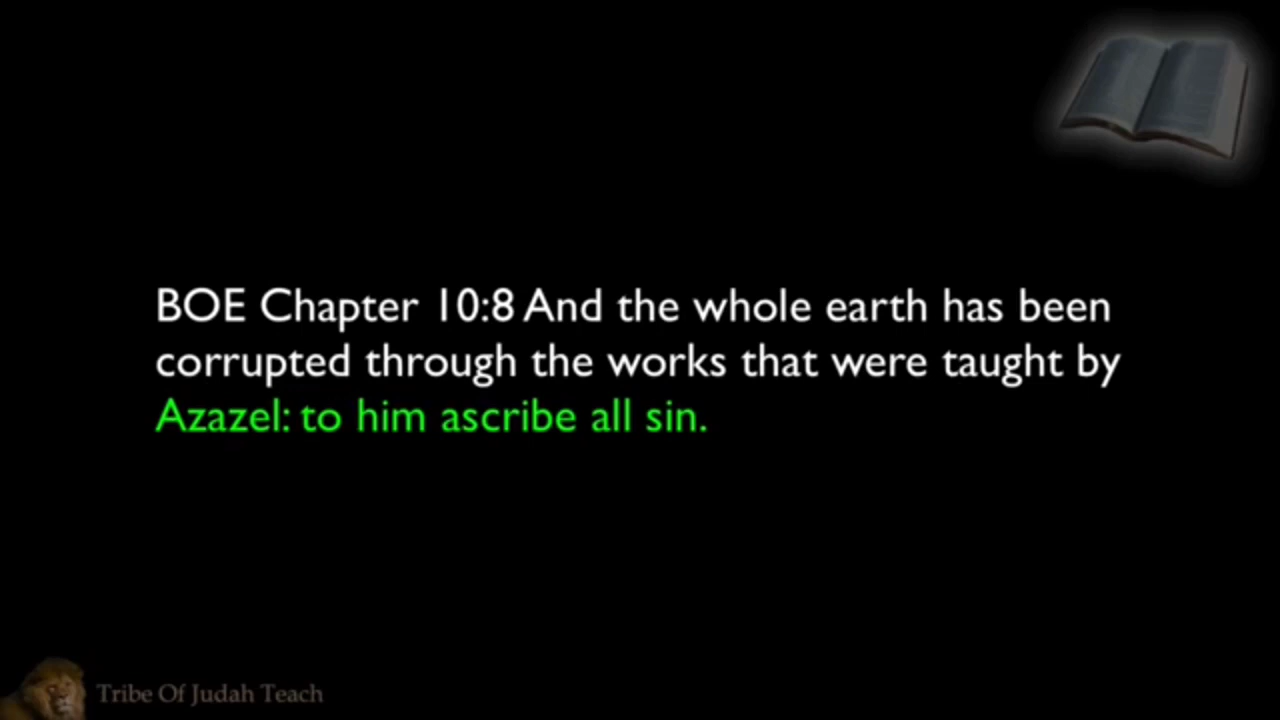 BOE Chapter 10:8 And the whole earth has been
corrupted through the works that were taught by
Azazel: to him ascribe all sin.
Tribe Of Judah Teach